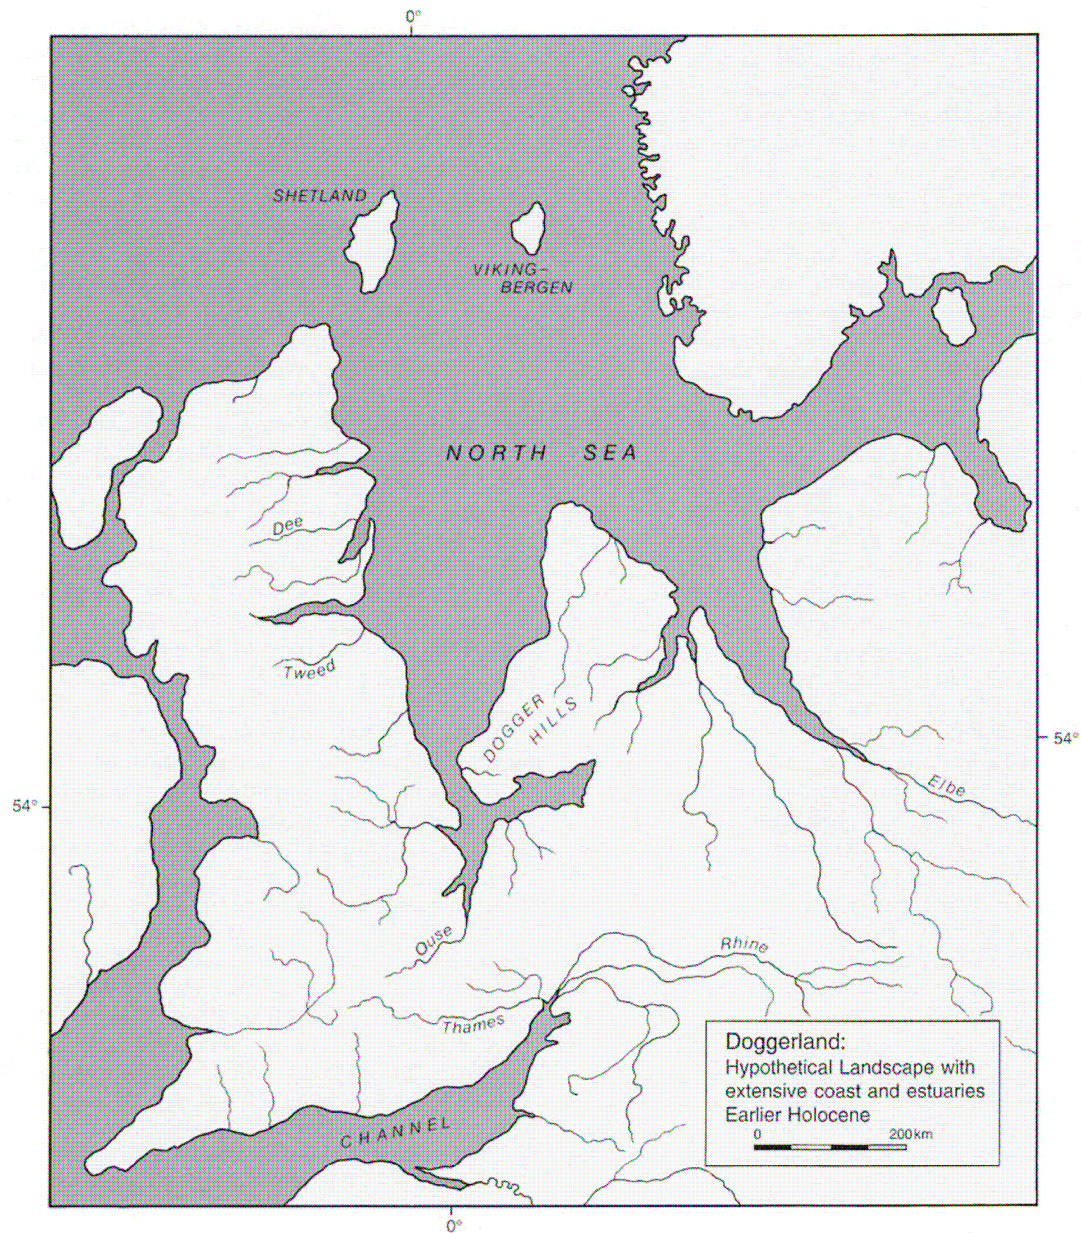 0°
SHETLAND
VIKING-
BERGEN
NORTH SEA
Dee
Tweed
DOGGER
HILLS
54°
Elbe
54°
Ouse
Rhine
Thames
CHANNEL
Doggerland:
Hypothetical Landscape with
extensive coast and estuaries
Earlier Holocene
0 200km
0°